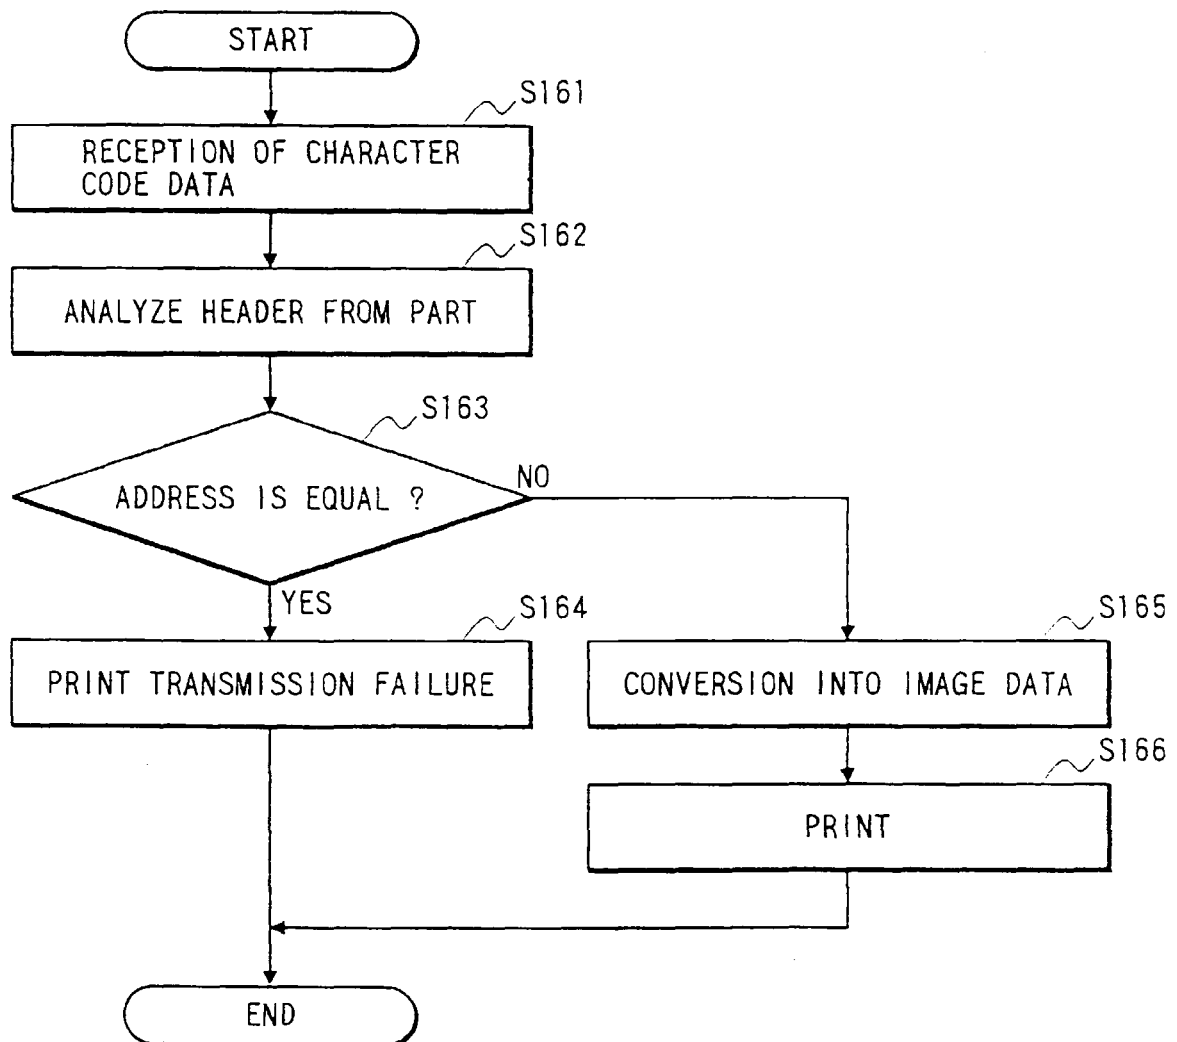 START
S161
RECEPTION OF CHARACTER
CODE DATA
S162
ANALYZE HEADER FROM PART
S163
ADDRESS IS EQUAL ?
NO
YES
S164
PRINT TRANSMISSION FAILURE
S165
CONVERSION INTO IMAGE DATA
S166
PRINT
END